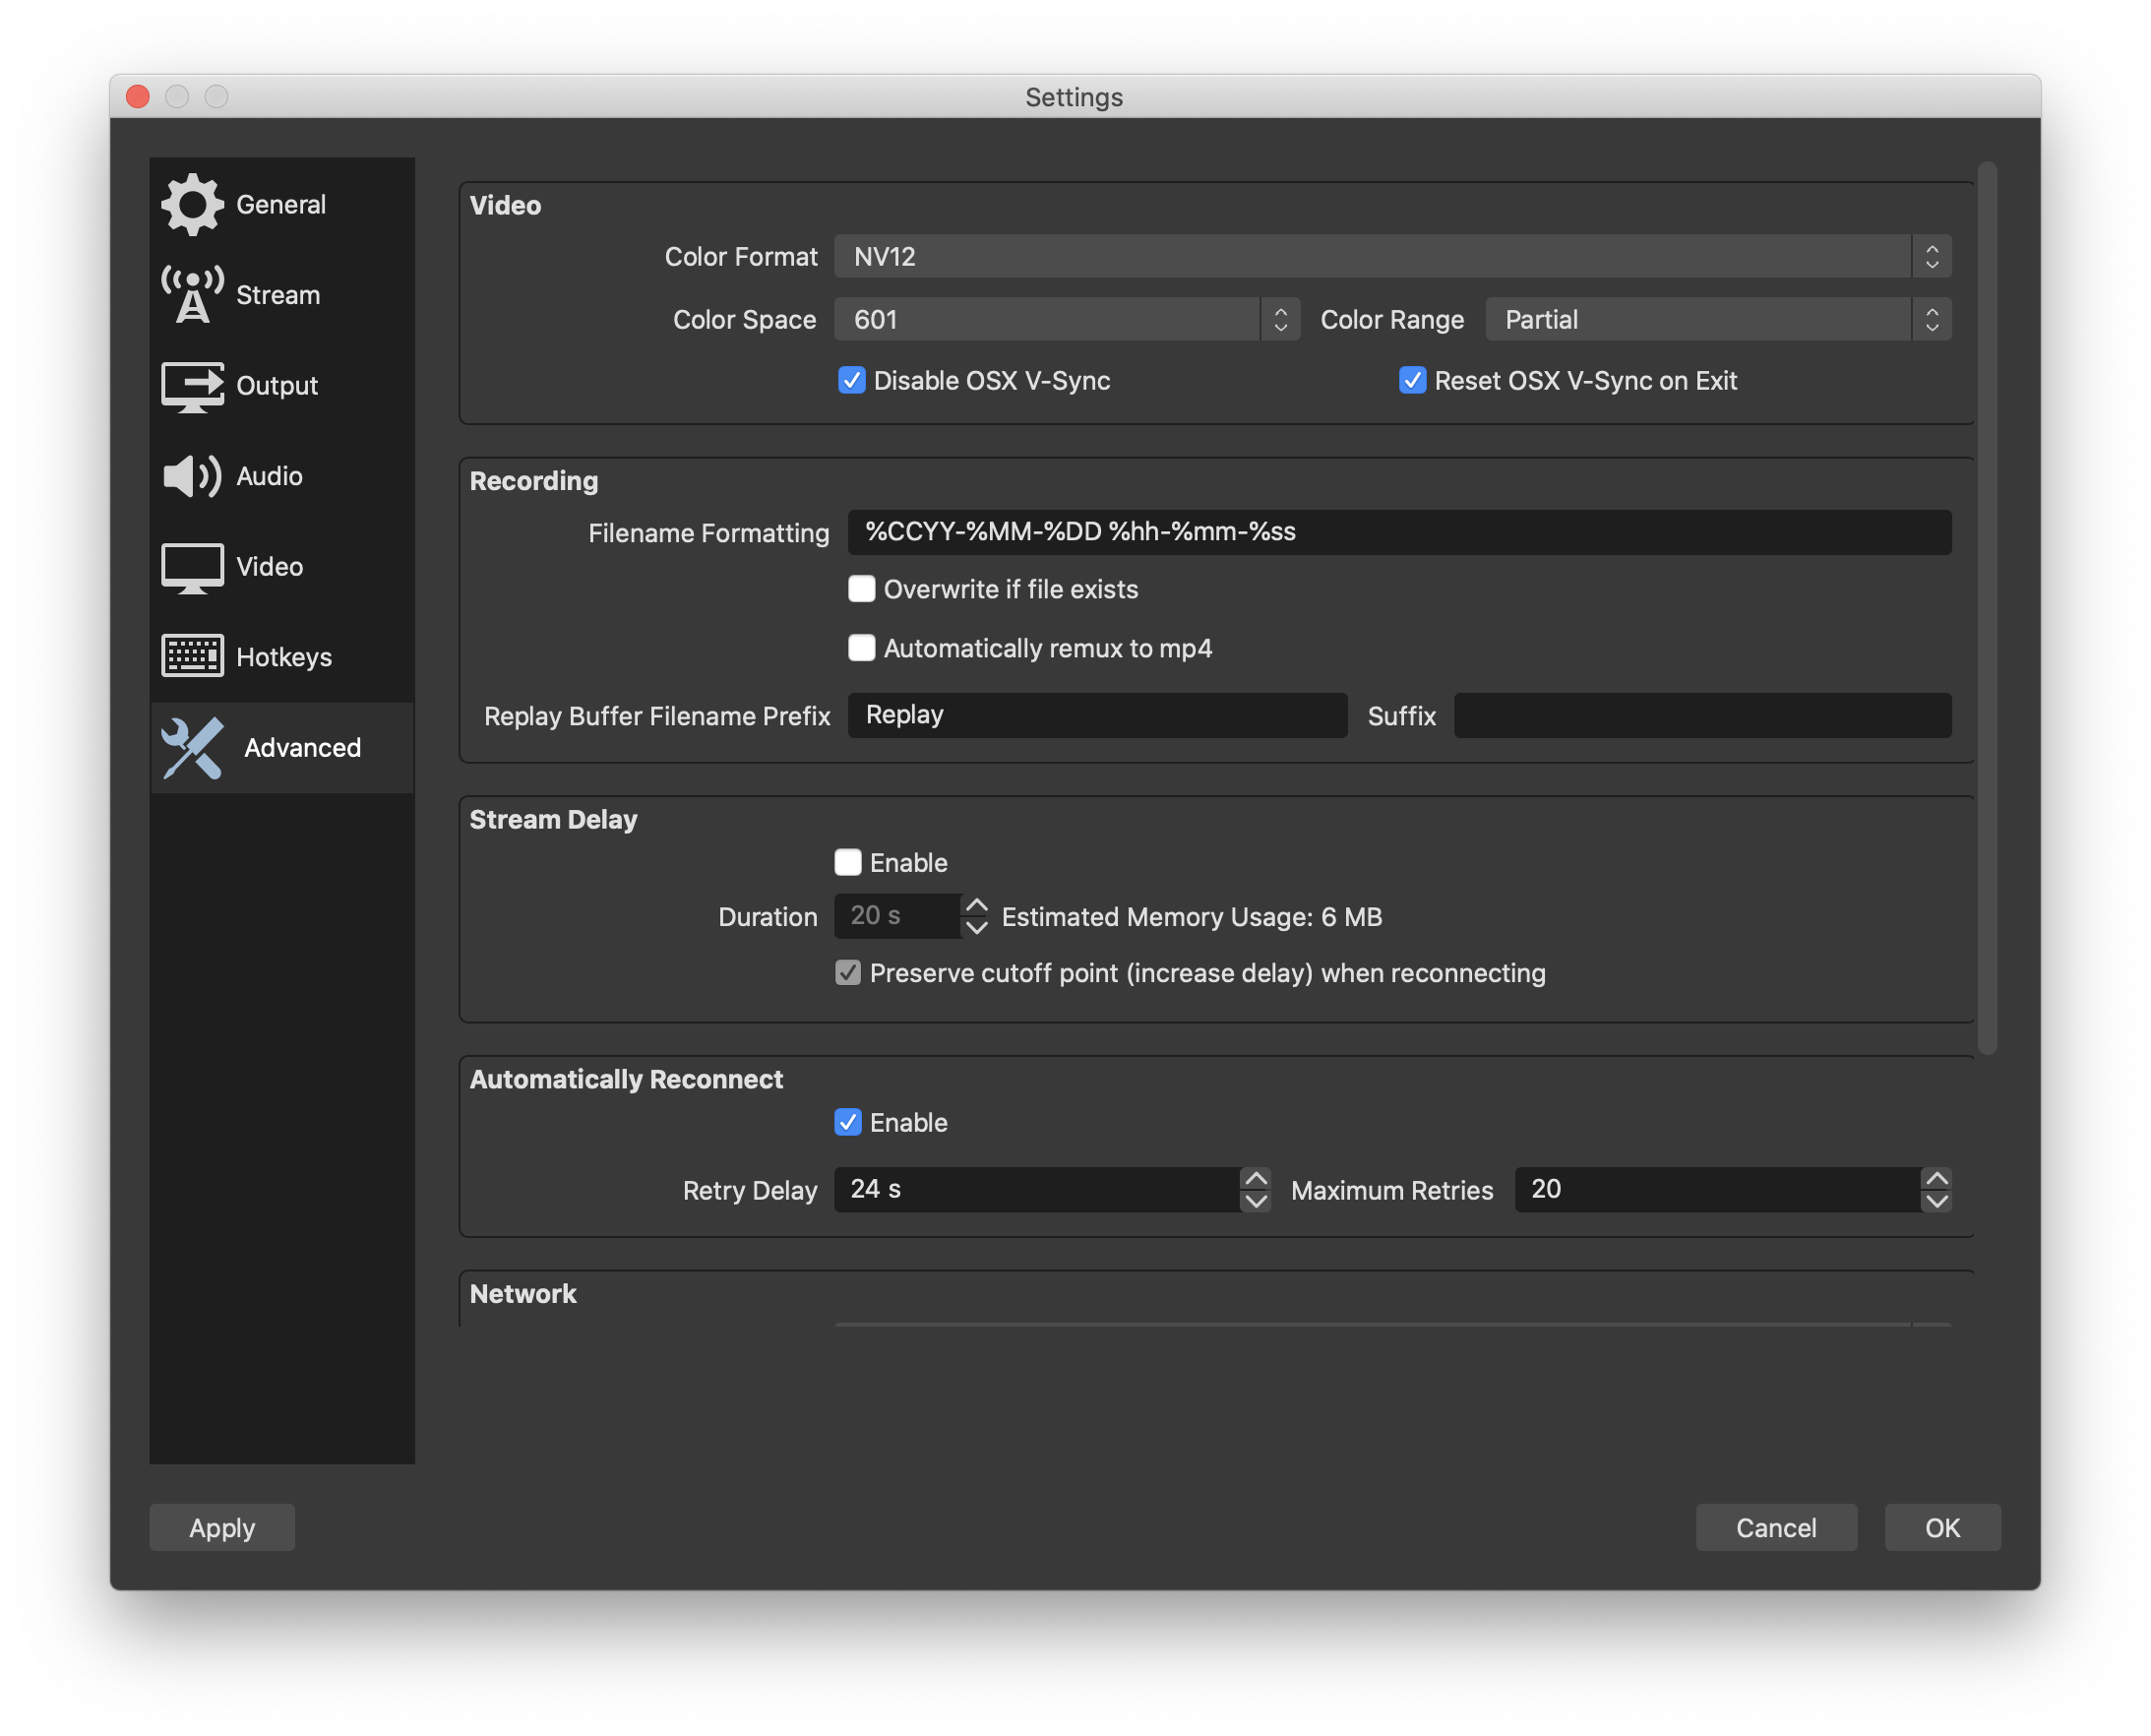 Settings
General
Stream
Output
Audio
Video
Hotkeys
Advanced
Video
Color Format NV12
Color Space 601 Color Range Partial
Disable OSX V-Sync Reset OSX V-Sync on Exit
Recording
Filename Formatting %CCYY-%MM-%DD %hh-%mm-%ss
Overwrite if file exists
Automatically remux to mp4
Replay Buffer Filename Prefix Replay Suffix
Stream Delay
Enable
Duration 20 s Estimated Memory Usage: 6 MB
Preserve cutoff point (increase delay) when reconnecting
Automatically Reconnect
Enable
Retry Delay 24 s Maximum Retries 20
Network
Apply Cancel OK